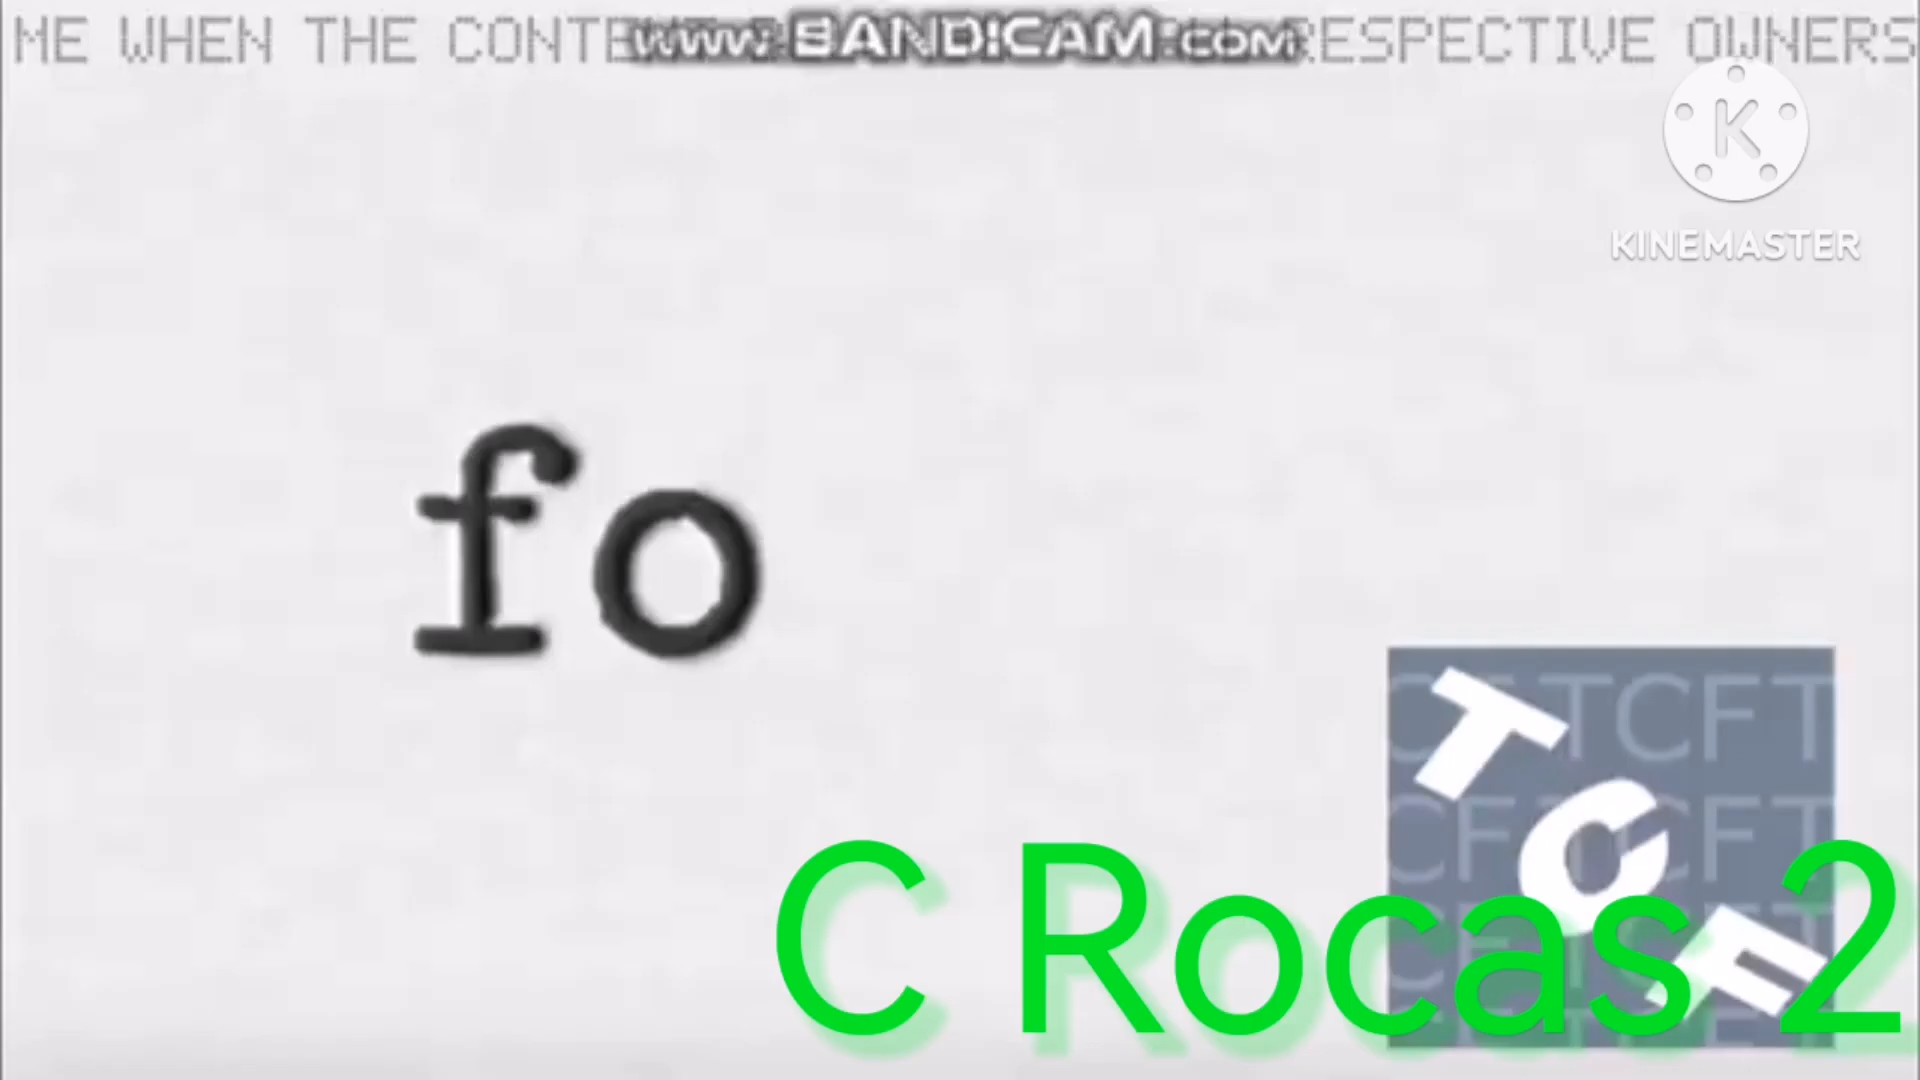 ME WHEN THE CONTE RESPECTIVE OWNERS
www.BANDICAM.com
K
KINEMASTER
fo
TCF
CFTCFT
CFTCFT
C Rocas 2